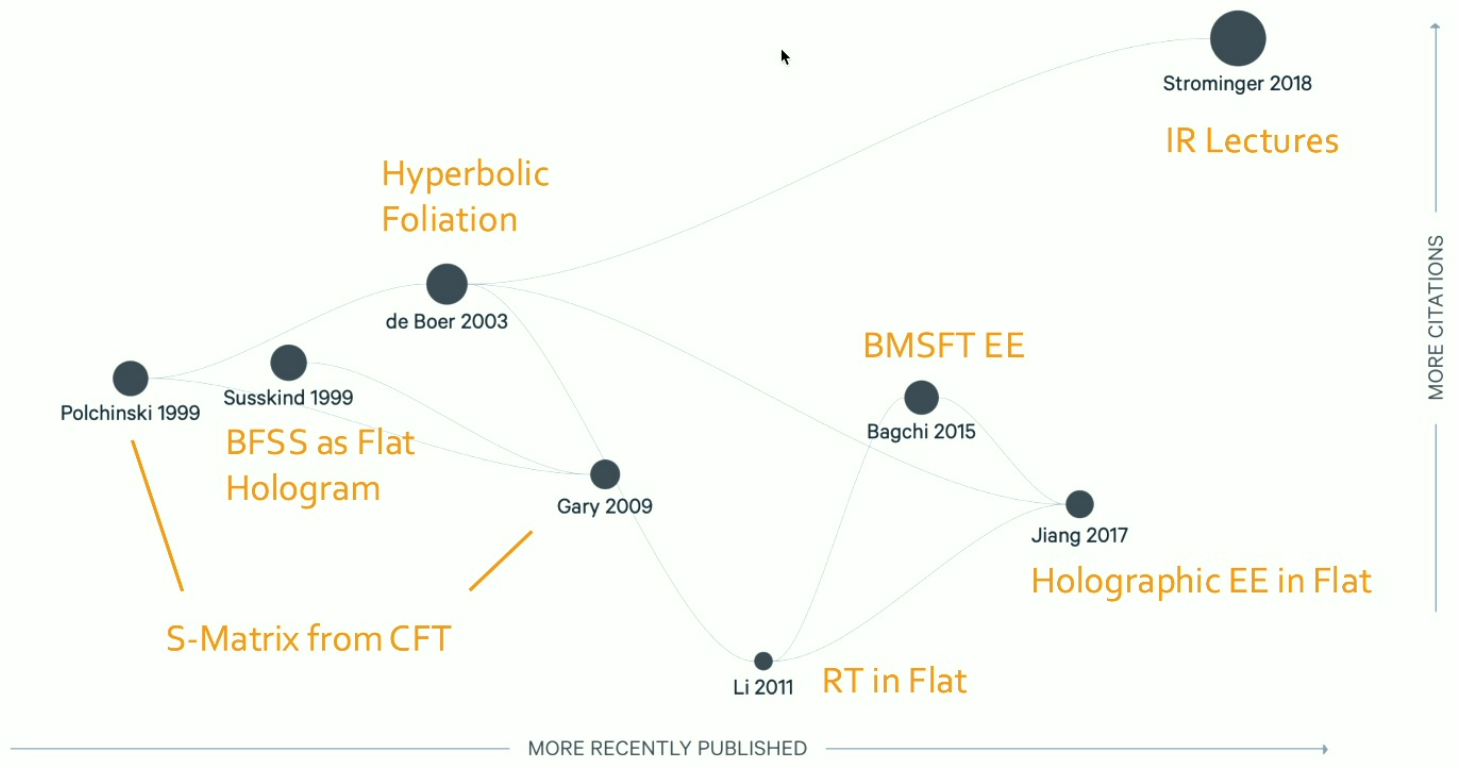 Strominger 2018
IR Lectures
Hyperbolic
Foliation
de Boer 2003
Polchinski 1999
Susskind 1999
BFSS as Flat
Hologram
Gary 2009
S-Matrix from CFT
BMSFT EE
Bagchi 2015
Jiang 2017
Holographic EE in Flat
Li 2011
RT in Flat
MORE CITATIONS
MORE RECENTLY PUBLISHED